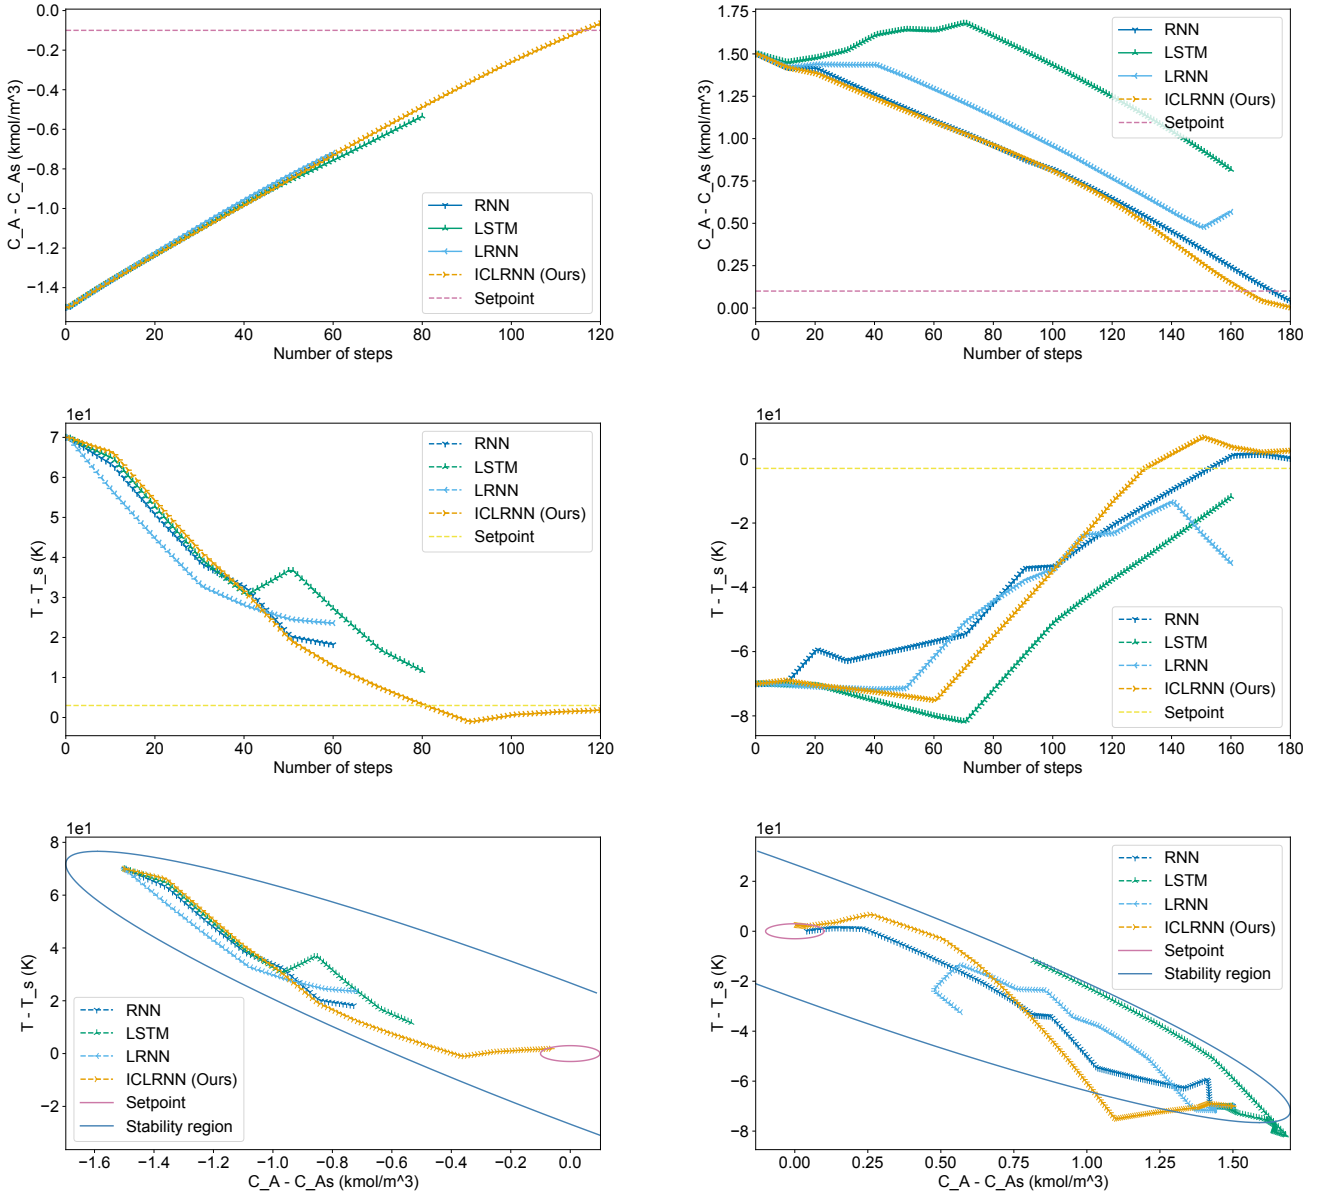 0.0
−0.2
−0.4
−0.6
−0.8
−1.0
−1.2
−1.4
C_A - C_As (kmol/m^3)
RNN
LSTM
LRNN
ICLRNN (Ours)
Setpoint
0 20 40 60 80 100 120
Number of steps
1.75
1.50
1.25
1.00
0.75
0.50
0.25
0.00
C_A - C_As (kmol/m^3)
RNN
LSTM
LRNN
ICLRNN (Ours)
Setpoint
0 20 40 60 80 100 120 140 160 180
Number of steps
1e1
7
6
5
4
3
2
1
0
T - T_s (K)
RNN
LSTM
LRNN
ICLRNN (Ours)
Setpoint
0 20 40 60 80 100 120
Number of steps
1e1
0
−2
−4
−6
−8
T - T_s (K)
RNN
LSTM
LRNN
ICLRNN (Ours)
Setpoint
0 20 40 60 80 100 120 140 160 180
Number of steps
1e1
8
6
4
2
0
−2
T - T_s (K)
RNN
LSTM
LRNN
ICLRNN (Ours)
Setpoint
Stability region
−1.6 −1.4 −1.2 −1.0 −0.8 −0.6 −0.4 −0.2 0.0
C_A - C_As (kmol/m^3)
1e1
2
0
−2
−4
−6
−8
T - T_s (K)
RNN
LSTM
LRNN
ICLRNN (Ours)
Setpoint
Stability region
0.00 0.25 0.50 0.75 1.00 1.25 1.50
C_A - C_As (kmol/m^3)